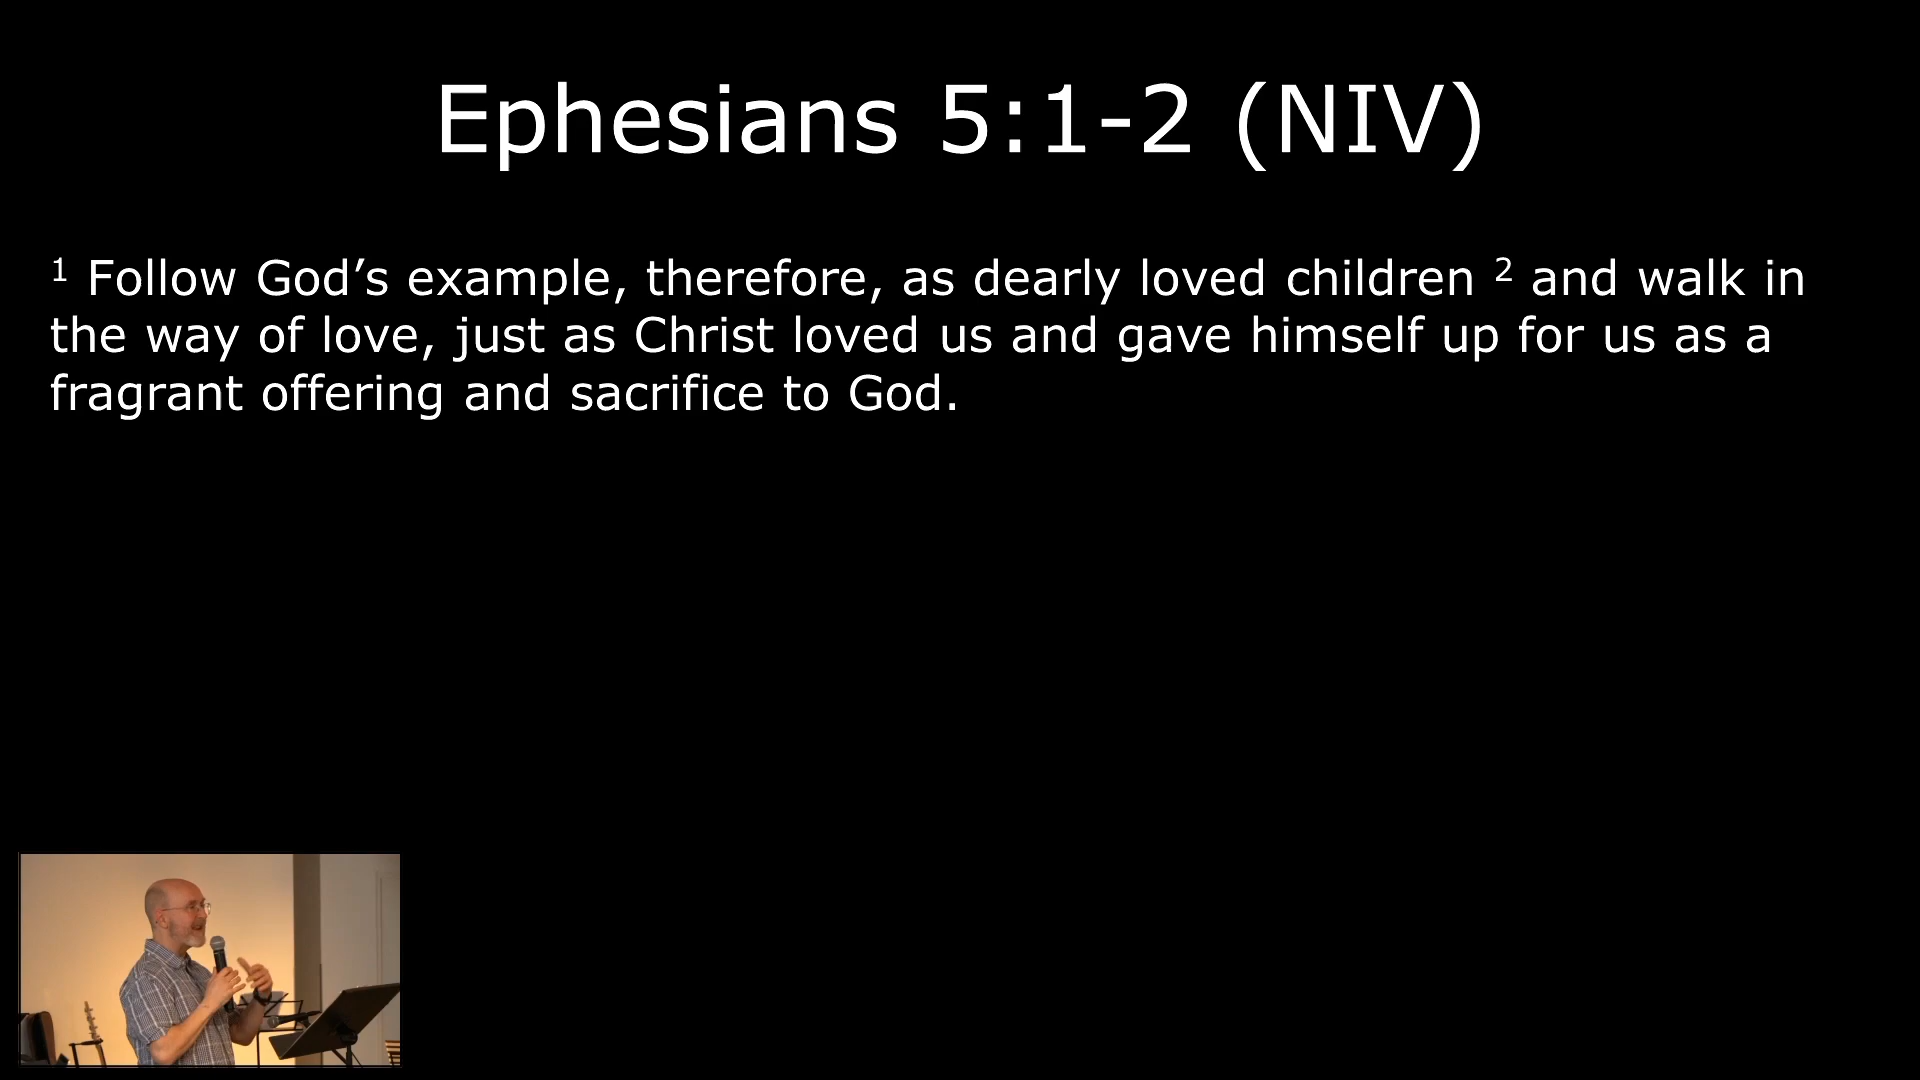 Ephesians 5:1-2 (NIV)
¹ Follow God’s example, therefore, as dearly loved children ² and walk in
the way of love, just as Christ loved us and gave himself up for us as a
fragrant offering and sacrifice to God.